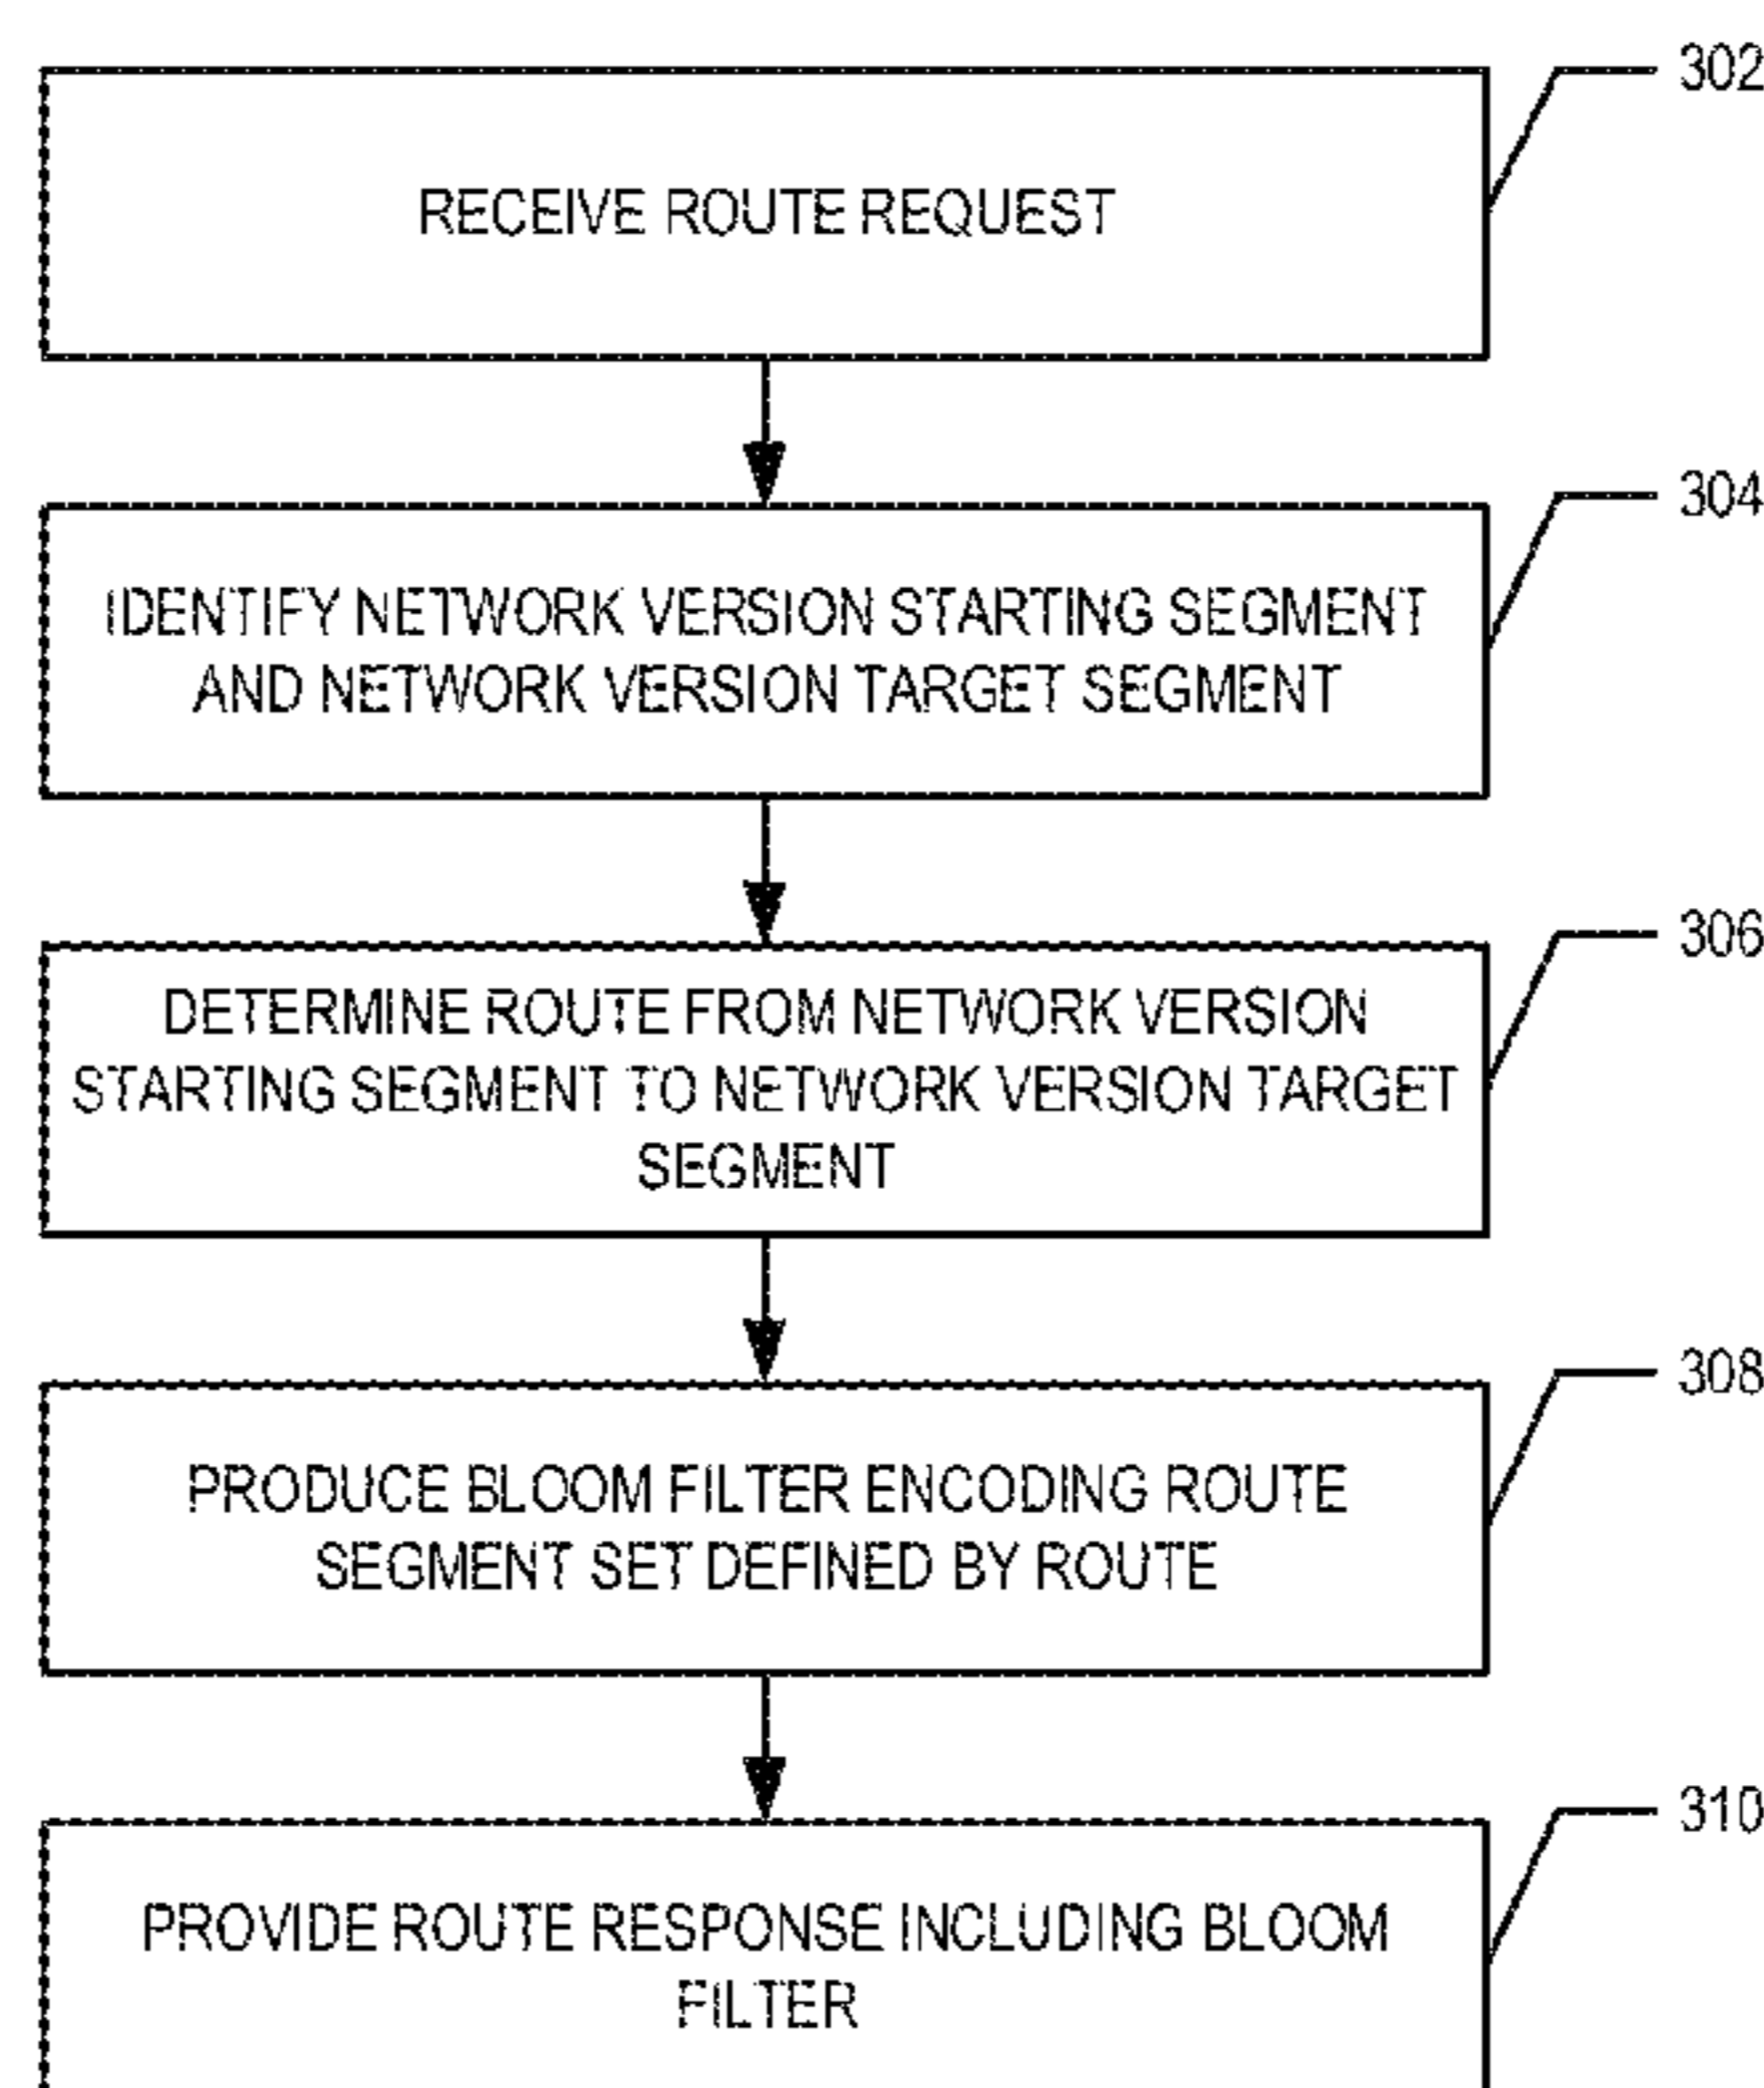 302
RECEIVE ROUTE REQUEST
304
IDENTIFY NETWORK VERSION STARTING SEGMENT
AND NETWORK VERSION TARGET SEGMENT
306
DETERMINE ROUTE FROM NETWORK VERSION
STARTING SEGMENT TO NETWORK VERSION TARGET
SEGMENT
308
PRODUCE BLOOM FILTER ENCODING ROUTE
SEGMENT SET DEFINED BY ROUTE
310
PROVIDE ROUTE RESPONSE INCLUDING BLOOM
FILTER